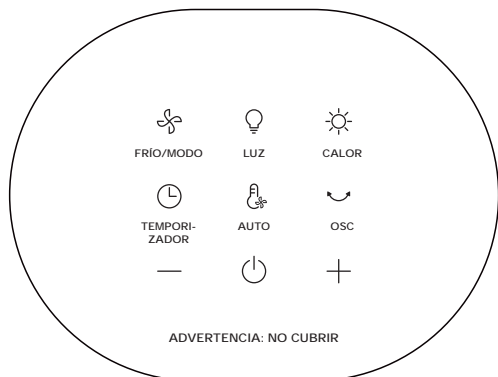 FRÍO/MODO LUZ CALOR
TEMPORI- AUTO OSC
ZADOR
ADVERTENCIA: NO CUBRIR